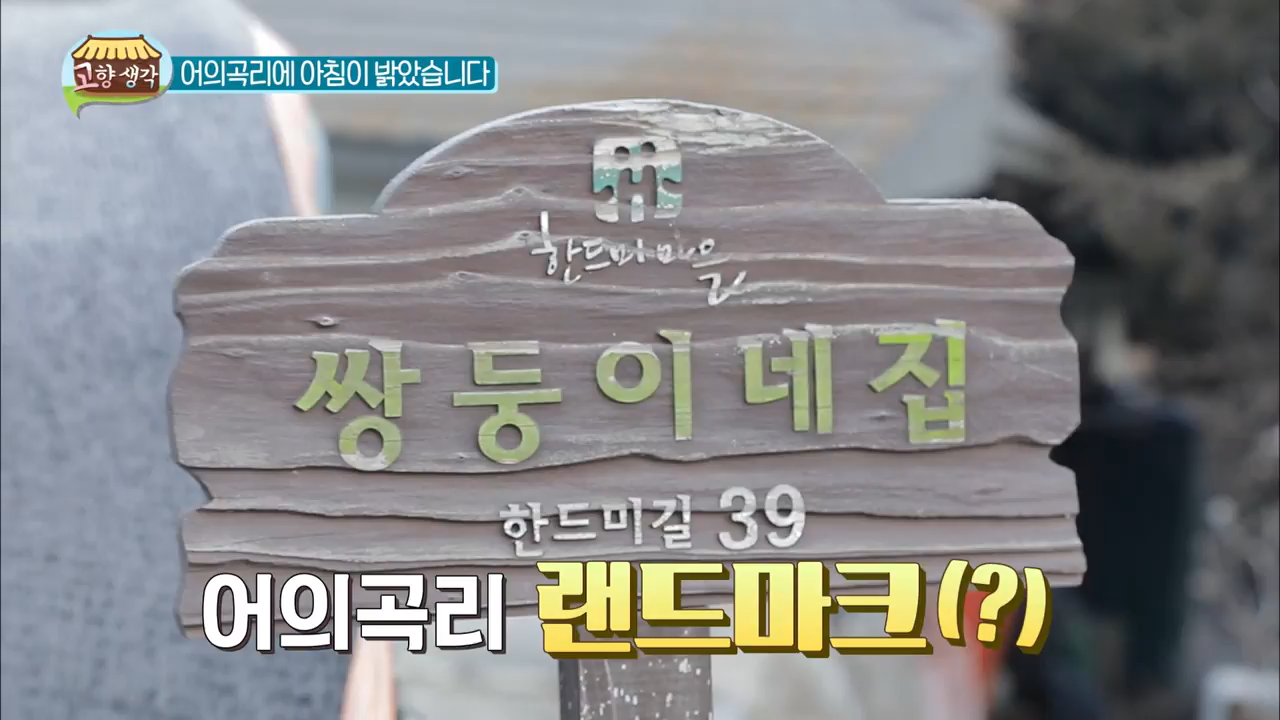 고향 생각
어의곡리에 아침이 밝았습니다
한드미마을
쌍둥이네집
한드미길 39
어의곡리 랜드마크(?)